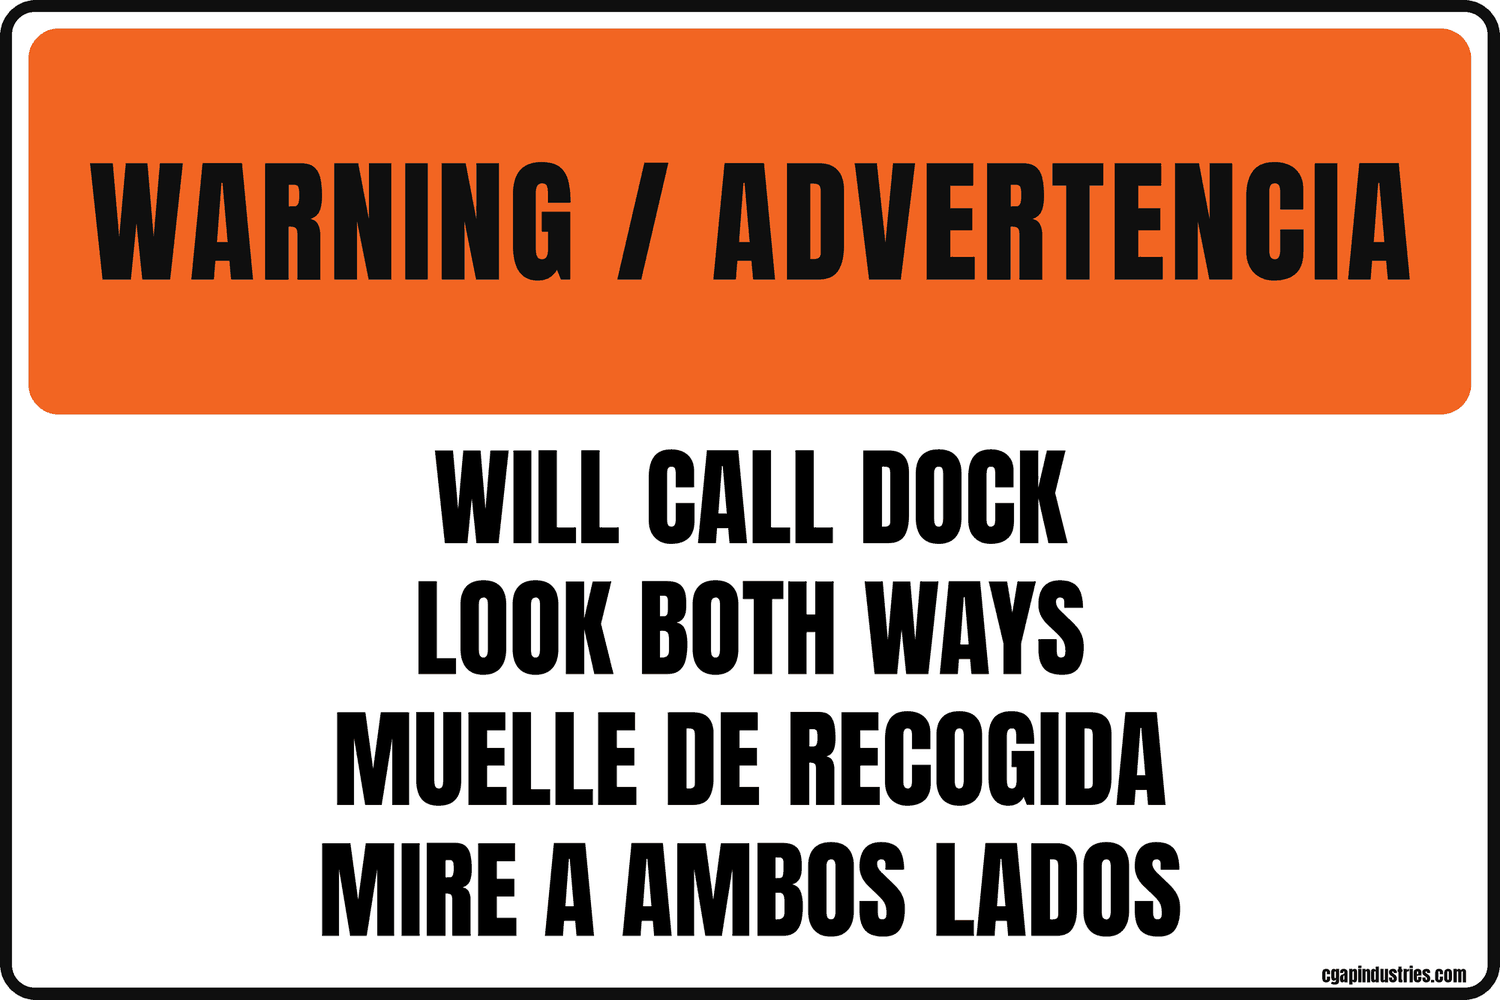 WARNING / ADVERTENCIA
WILL CALL DOCK
LOOK BOTH WAYS
MUELLE DE RECOGIDA
MIRE A AMBOS LADOS
cgapindustries.com